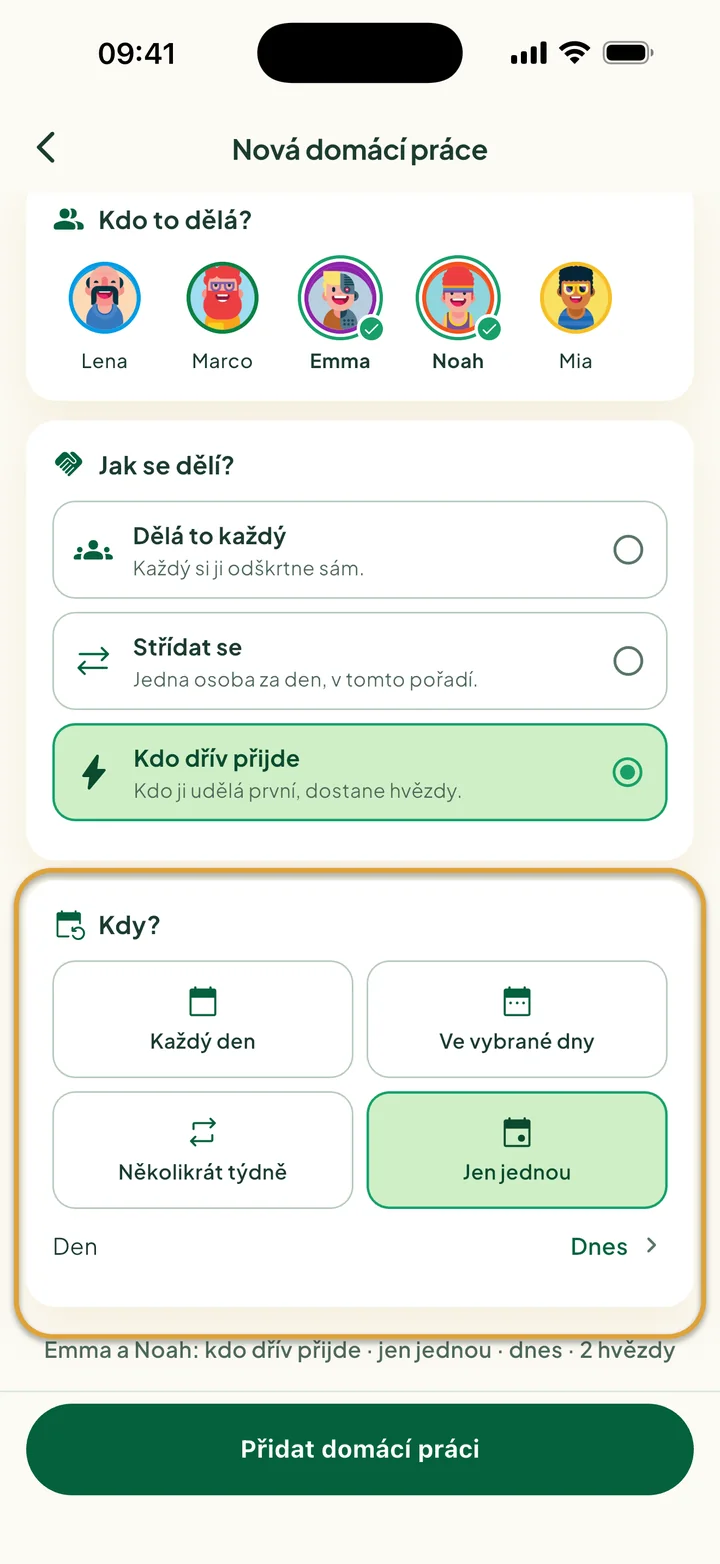 09:41
Nová domácí práce
Kdo to dělá?
Lena
Marco
Emma
Noah
Mia
Jak se dělí?
Dělá to každý
Každý si ji odškrtne sám.
Střídat se
Jedna osoba za den, v tomto pořadí.
Kdo dřív přijde
Kdo ji udělá první, dostane hvězdy.
Kdy?
Každý den
Ve vybrané dny
Několikrát týdně
Jen jednou
Den
Dnes
Emma a Noah: kdo dřív přijde · jen jednou · dnes · 2 hvězdy
Přidat domácí práci